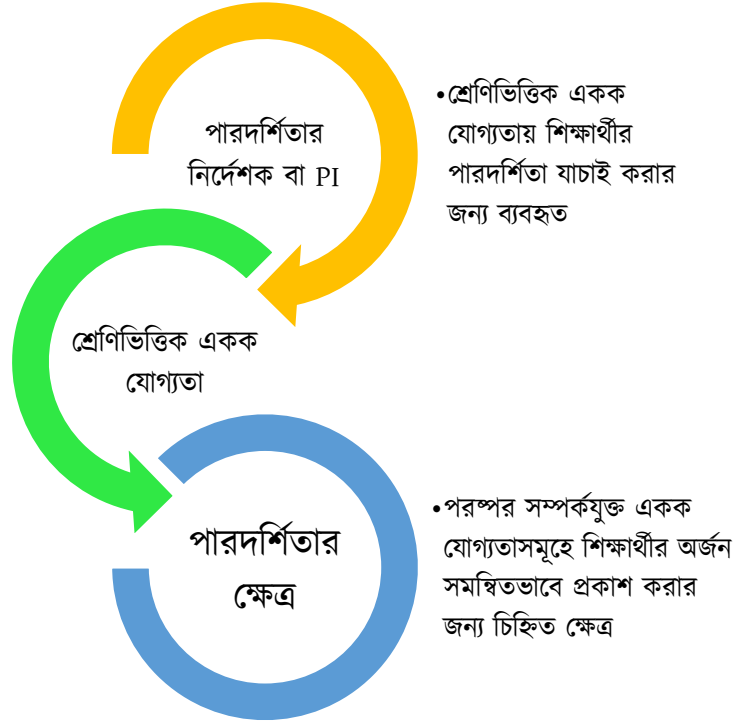 পারদর্শিতার
নির্দেশক বা PI
•শ্রেণিভিত্তিক একক
যোগ্যতায় শিক্ষার্থীর
পারদর্শিতা যাচাই করার
জন্য ব্যবহৃত
শ্রেণিভিত্তিক একক
যোগ্যতা
পারদর্শিতার
ক্ষেত্র
•পরষ্পর সম্পর্কযুক্ত একক
যোগ্যতাসমূহে শিক্ষার্থীর অর্জন
সমন্বিতভাবে প্রকাশ করার
জন্য চিহ্নিত ক্ষেত্র